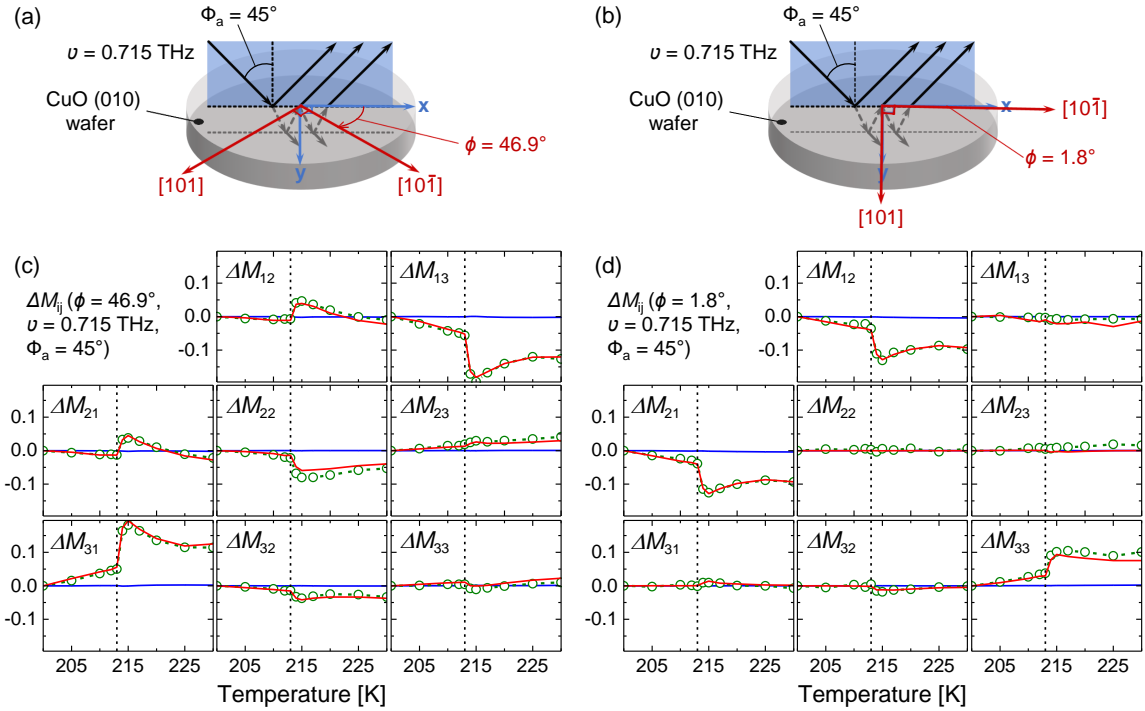 (a)
Φa = 45°
υ = 0.715 THz
CuO (010)
wafer
x
y
ϕ = 46.9°
[101]
[101̄]
(b)
Φa = 45°
υ = 0.715 THz
CuO (010)
wafer
x
y
[101̄]
ϕ = 1.8°
[101]
(c)
ΔMij (ϕ = 46.9°,
υ = 0.715 THz,
Φa = 45°)
ΔM12
ΔM13
0.1
0.0
-0.1
ΔM21
ΔM22
ΔM23
0.1
0.0
-0.1
ΔM31
ΔM32
ΔM33
0.1
0.0
-0.1
205 215 225 205 215 225 205 215 225
Temperature [K]
(d)
ΔMij (ϕ = 1.8°,
υ = 0.715 THz,
Φa = 45°)
ΔM12
ΔM13
0.1
0.0
-0.1
ΔM21
ΔM22
ΔM23
0.1
0.0
-0.1
ΔM31
ΔM32
ΔM33
0.1
0.0
-0.1
205 215 225 205 215 225 205 215 225
Temperature [K]